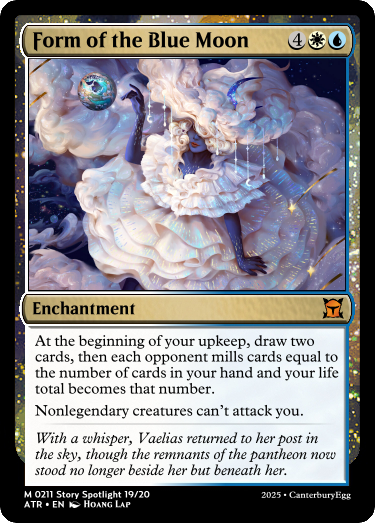 Form of the Blue Moon 4
Enchantment
At the beginning of your upkeep, draw two
cards, then each opponent mills cards equal to
the number of cards in your hand and your life
total becomes that number.
Nonlegendary creatures can't attack you.
With a whisper, Vaelias returned to her post in
the sky, though the remnants of the pantheon now
stood no longer beside her but beneath her.
M 0211 Story Spotlight 19/20
ATR • EN Hoang Lap
2025 • CanterburyEgg